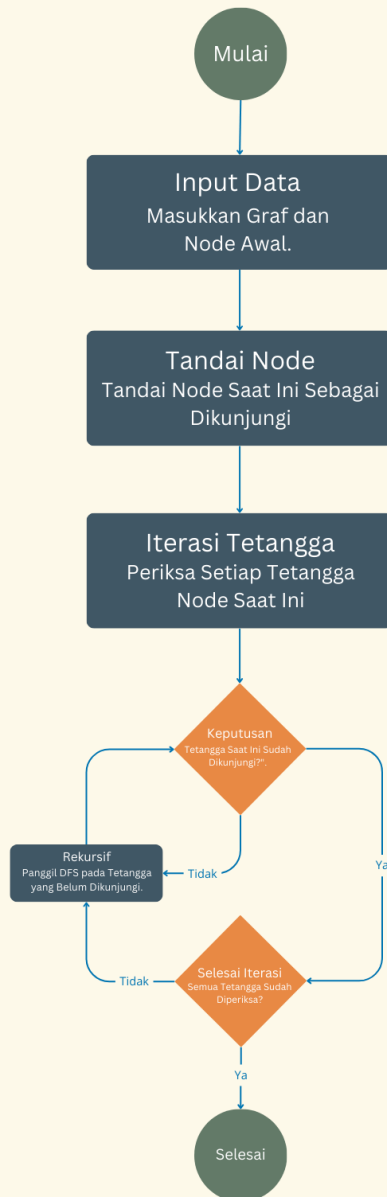 Mulai
Input Data
Masukkan Graf dan
Node Awal.
Tandai Node
Tandai Node Saat Ini Sebagai
Dikunjungi
Iterasi Tetangga
Periksa Setiap Tetangga
Node Saat Ini
Keputusan
Tetangga Saat Ini Sudah
Dikunjungi?".
Ya
Rekursif
Panggil DFS pada Tetangga
yang Belum Dikunjungi.
Tidak
Selesai Iterasi
Semua Tetangga Sudah
Diperiksa?
Tidak
Ya
Selesai